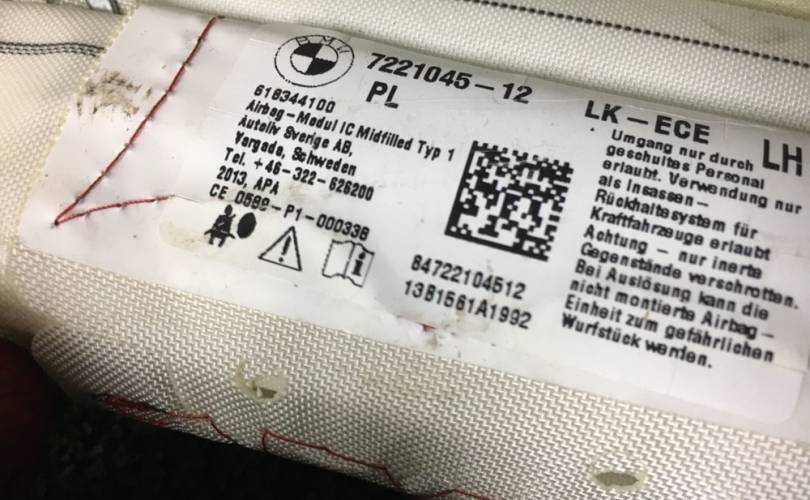 BMW
7221045-12
PL
618344100
Airbag-Modul IC Midfilled Typ 1
Autoliv Sverige AB,
Vargada, Schweden
Tel. +46-322-626200
2013, APA
CE 0589-P1-000338
84722104512
13B1561A1992
LK-ECE
LH
Umgang nur durch
geschultes Personal
erlaubt. Verwendung nur
als Insassen-
Rückhaltesystem für
Kraftfahrzeuge erlaubt
Achtung - nur inerte
Gegenstände verschrotten.
Bei Auslösung kann die
nicht montierte Airbag-
Einheit zum gefährlichen
Wurfstück werden.